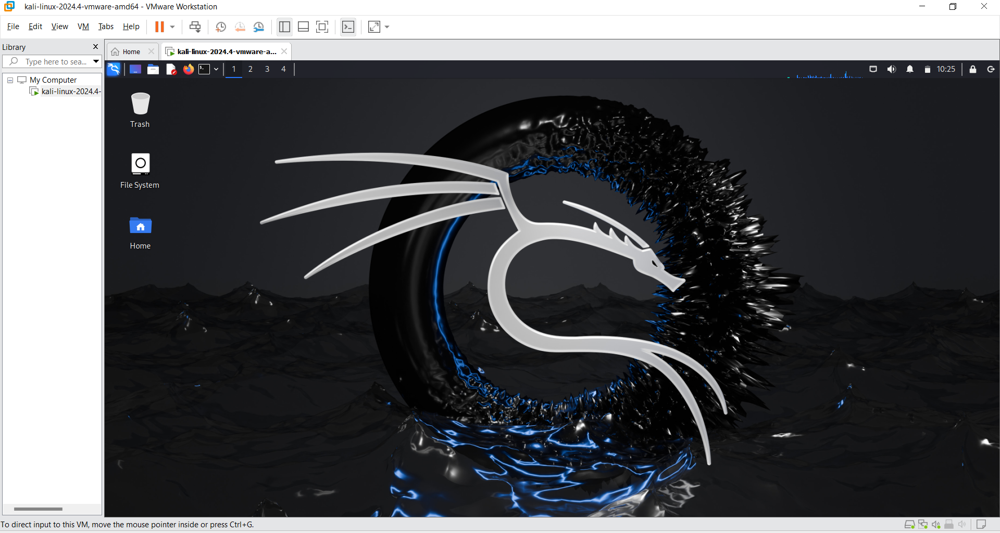 kali-linux-2024.4-vmware-amd64 - VMware Workstation
File Edit View VM Tabs Help
Library
Type here to sea...
My Computer
kali-linux-2024.4-
Home
kali-linux-2024.4-vmware-a...
1 2 3 4
10:25
Trash
File System
Home
To direct input to this VM, move the mouse pointer inside or press Ctrl+G.